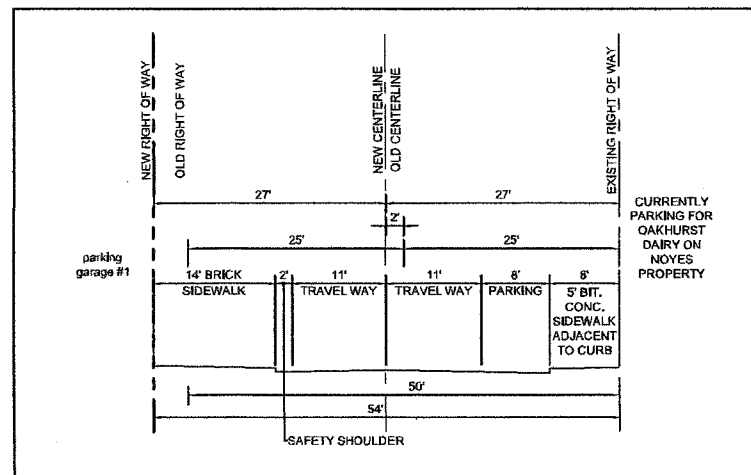 NEW RIGHT OF WAY
OLD RIGHT OF WAY
NEW CENTERLINE
OLD CENTERLINE
EXISTING RIGHT OF WAY
27'
27'
2'
25'
25'
CURRENTLY
PARKING FOR
OAKHURST
DAIRY ON
NOYES
PROPERTY
parking
garage #1
14' BRICK
SIDEWALK
2'
11'
TRAVEL WAY
11'
TRAVEL WAY
8'
PARKING
8'
5' BIT.
CONC.
SIDEWALK
ADJACENT
TO CURB
50'
54'
SAFETY SHOULDER